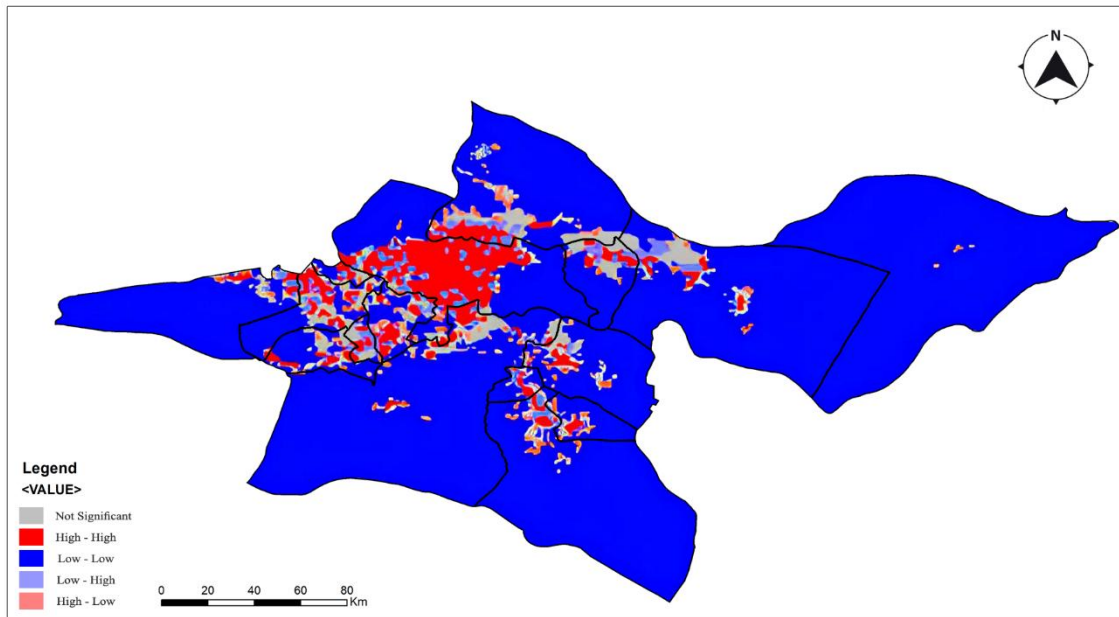 N
Legend
<VALUE>
Not Significant
High - High
Low - Low
Low - High
High - Low
0 20 40 60 80
Km